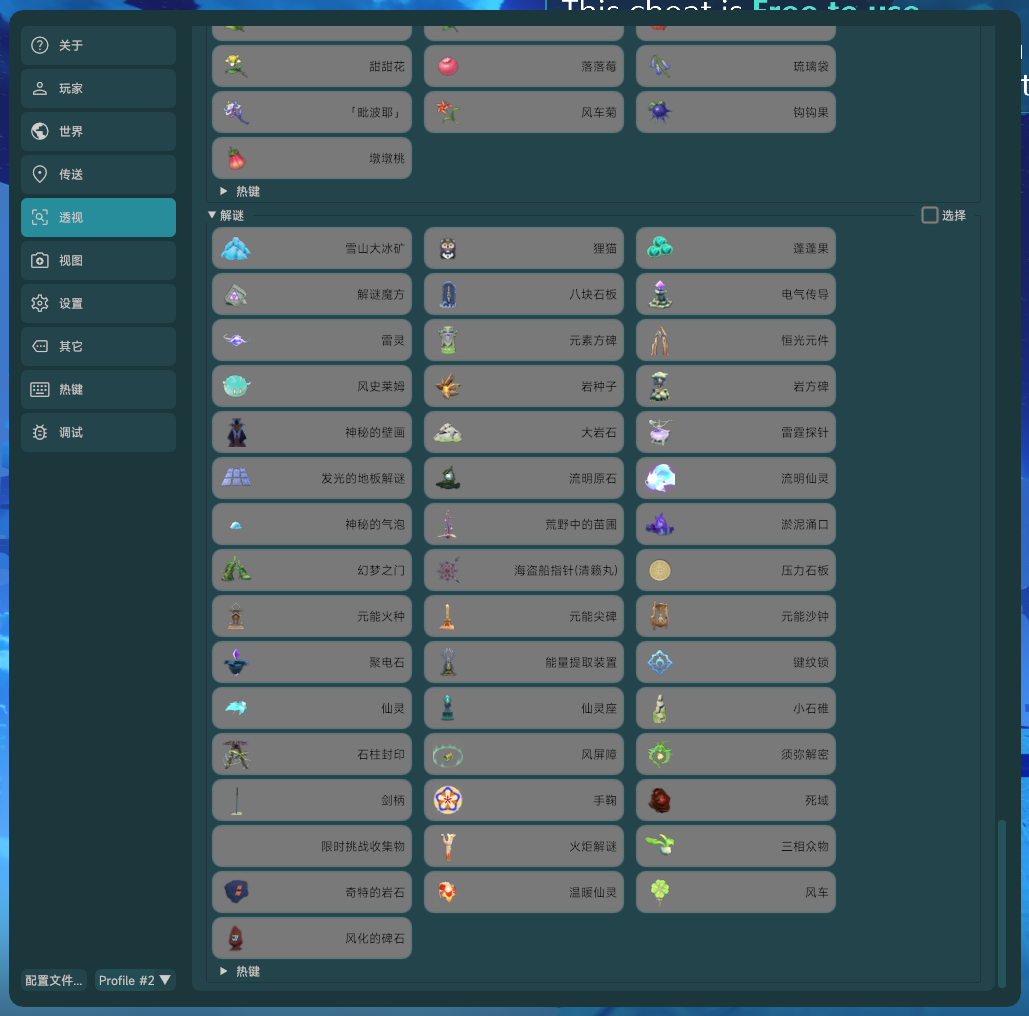 This cheat is Free to use
关于
玩家
世界
传送
透视
视图
设置
其它
热键
调试
配置文件...
Profile #2
甜甜花
落落莓
琉璃袋
「毗波耶」
风车菊
钩钩果
墩墩桃
热键
解谜
选择
雪山大冰矿
狸猫
蓬蓬果
解谜魔方
八块石板
电气传导
雷灵
元素方碑
恒光元件
风史莱姆
岩种子
岩方碑
神秘的壁画
大岩石
雷霆探针
发光的地板解谜
流明原石
流明仙灵
神秘的气泡
荒野中的苗圃
淤泥涌口
幻梦之门
海盗船指针(清籁丸)
压力石板
元能火种
元能尖碑
元能沙钟
聚电石
能量提取装置
键纹锁
仙灵
仙灵座
小石碓
石柱封印
风屏障
须弥解密
剑柄
手鞠
死域
限时挑战收集物
火炬解谜
三相众物
奇特的岩石
温暖仙灵
风车
风化的碑石
热键